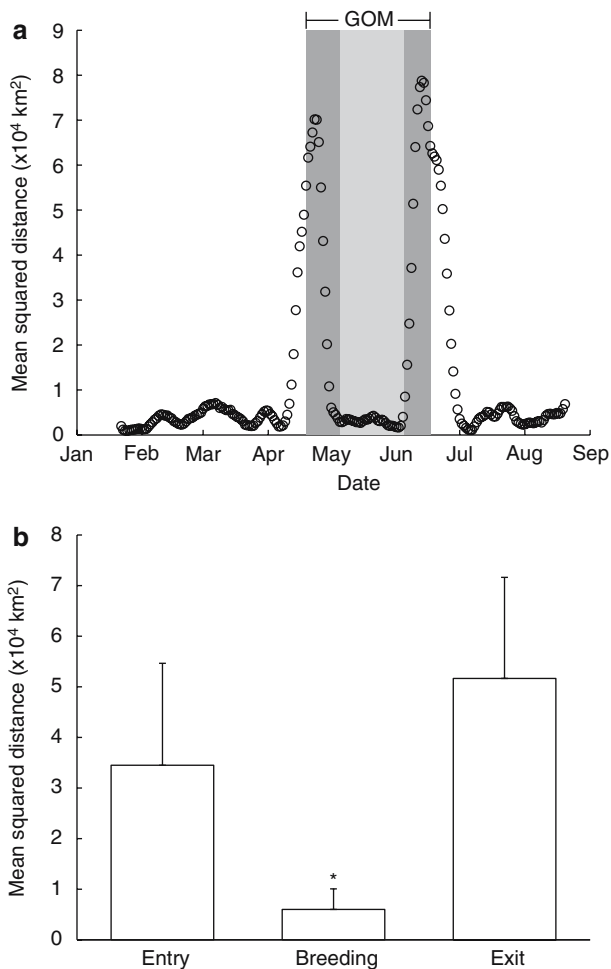 a
GOM
Mean squared distance (x10⁴ km²)
9
8
7
6
5
4
3
2
1
0
Jan Feb Mar Apr May Jun Jul Aug Sep
Date
b
Mean squared distance (x10⁴ km²)
8
7
6
5
4
3
2
1
0
*
Entry Breeding Exit